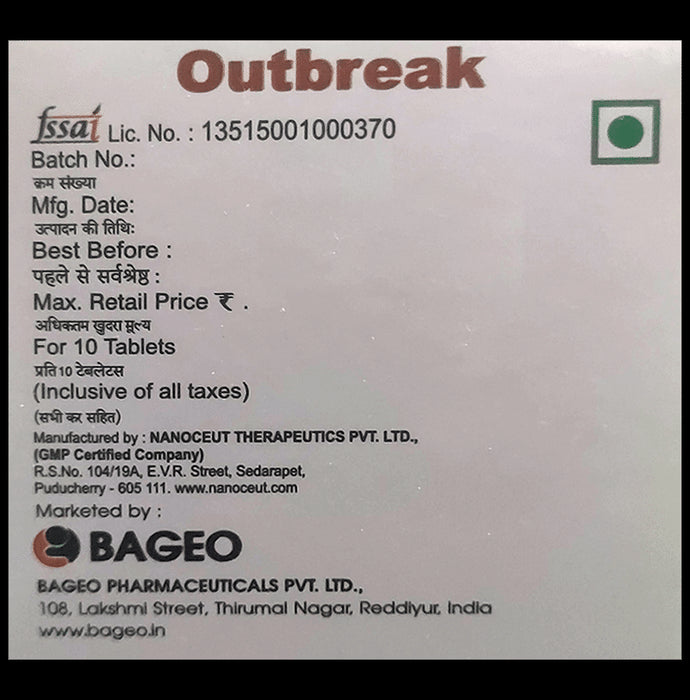 Outbreak
fssai Lic. No. : 13515001000370
Batch No.:
क्रम संख्या
Mfg. Date:
उत्पादन की तिथि:
Best Before :
पहले से सर्वश्रेष्ठ :
Max. Retail Price ₹ .
अधिकतम खुदरा मूल्य
For 10 Tablets
प्रति 10 टेबलेटस
(Inclusive of all taxes)
(सभी कर सहित)
Manufactured by : NANOCEUT THERAPEUTICS PVT. LTD.,
(GMP Certified Company)
R.S.No. 104/19A, E.V.R. Street, Sedarapet,
Puducherry - 605 111. www.nanoceut.com
Marketed by :
BAGEO
BAGEO PHARMACEUTICALS PVT. LTD.,
108, Lakshmi Street, Thirumal Nagar, Reddiyur, India
www.bageo.in